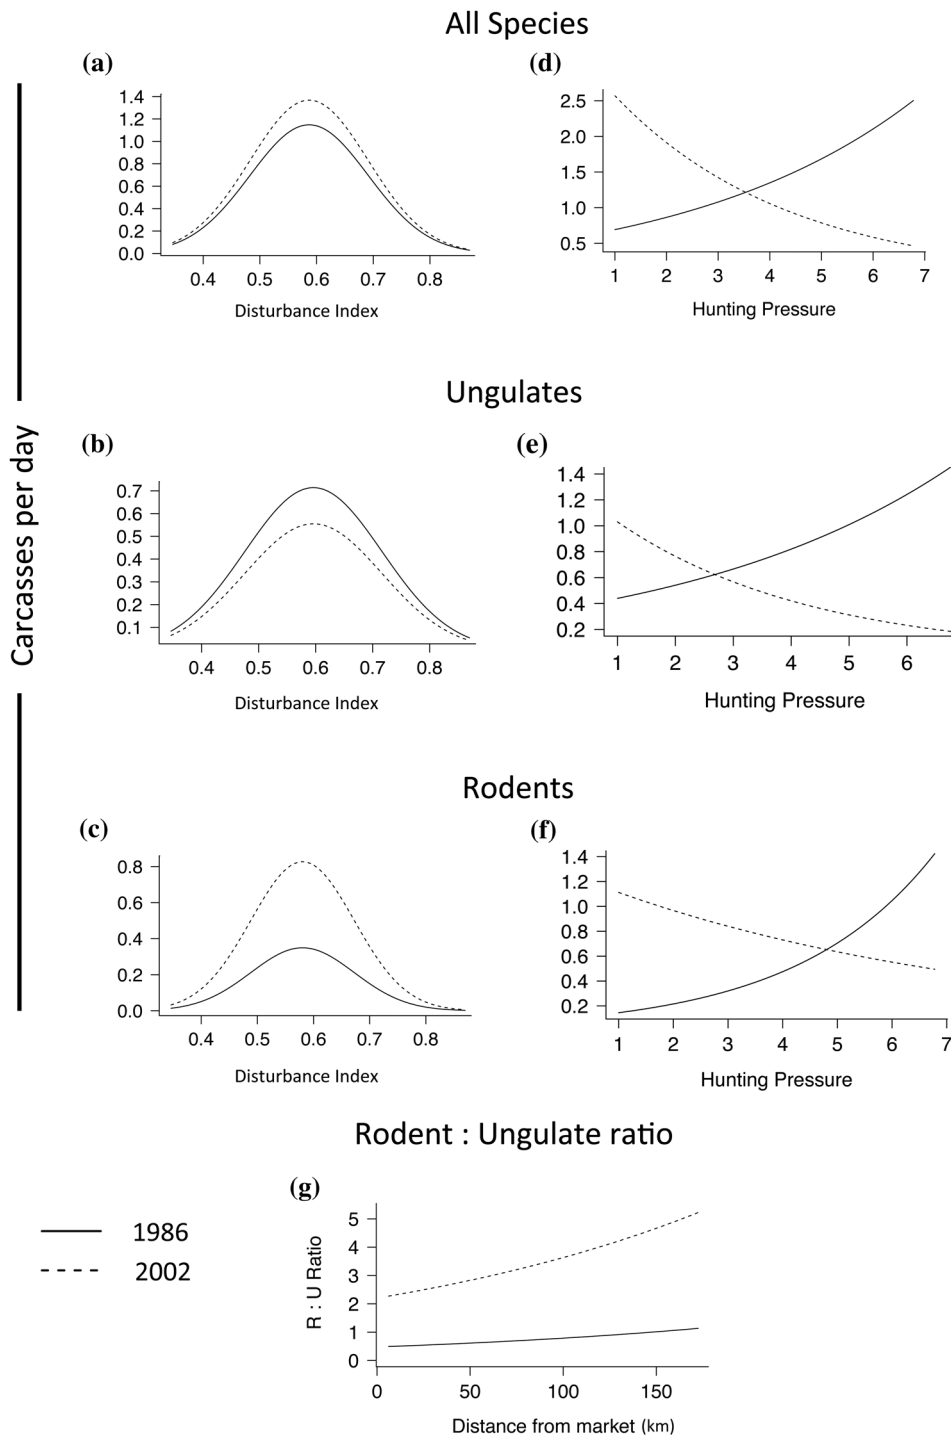 All Species
(a)
1.4
1.2
1.0
0.8
0.6
0.4
0.2
0.0
0.4 0.5 0.6 0.7 0.8
Disturbance Index
(d)
2.5
2.0
1.5
1.0
0.5
1 2 3 4 5 6 7
Hunting Pressure
Carcasses per day
Ungulates
(b)
0.7
0.6
0.5
0.4
0.3
0.2
0.1
0.4 0.5 0.6 0.7 0.8
Disturbance Index
(e)
1.4
1.2
1.0
0.8
0.6
0.4
0.2
1 2 3 4 5 6
Hunting Pressure
Rodents
(c)
0.8
0.6
0.4
0.2
0.0
0.4 0.5 0.6 0.7 0.8
Disturbance Index
(f)
1.4
1.2
1.0
0.8
0.6
0.4
0.2
1 2 3 4 5 6 7
Hunting Pressure
Rodent : Ungulate ratio
1986
2002
(g)
R : U Ratio
5
4
3
2
1
0
0 50 100 150
Distance from market (km)